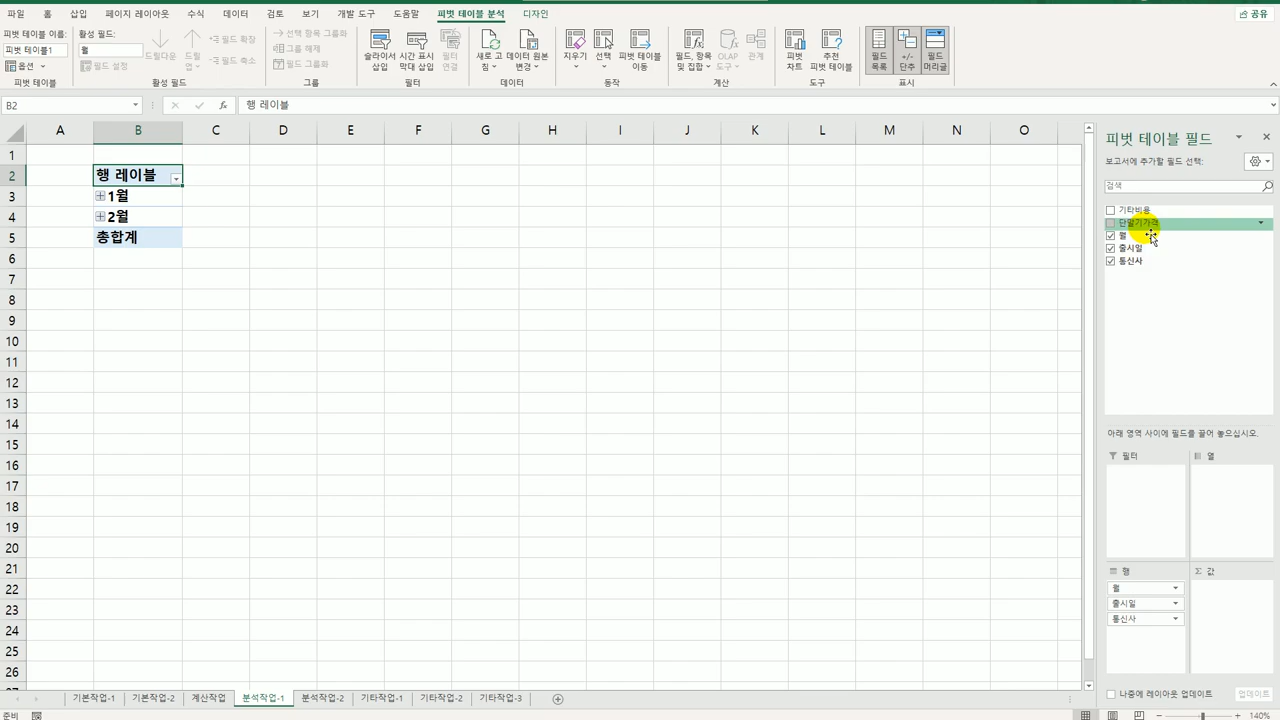 파일 홈 삽입 페이지 레이아웃 수식 데이터 검토 보기 개발 도구 도움말 피벗 테이블 분석 디자인 공유
피벗 테이블 이름:
피벗 테이블1
옵션
피벗 테이블
활성 필드:
월
필드 설정
드릴다운
드릴업
필드 확장
필드 축소
활성 필드
선택 항목 그룹화
그룹 해제
필드 그룹화
그룹
슬라이서 삽입
시간 표시 막대 삽입
필터 연결
필터
새로 고침
데이터 원본 변경
데이터
지우기
선택
피벗 테이블 이동
동작
필드, 항목 및 집합
OLAP 도구
관계
계산
피벗 차트
추천 피벗 테이블
도구
필드 목록
+/- 단추
필드 머리글
표시
B2 fx 행 레이블
A B C D E F G H I J K L M N O
1
2 행 레이블
3 1월
4 2월
5 총합계
6
7
8
9
10
11
12
13
14
15
16
17
18
19
20
21
22
23
24
25
26
피벗 테이블 필드
보고서에 추가할 필드 선택:
검색
기타비용
단말기가격
월
출시일
통신사
아래 영역 사이에 필드를 끌어 놓으십시오.
필터 열
행 Σ 값
월
출시일
통신사
나중에 레이아웃 업데이트 업데이트
기본작업-1 기본작업-2 계산작업 분석작업-1 분석작업-2 기타작업-1 기타작업-2 기타작업-3
준비 140%